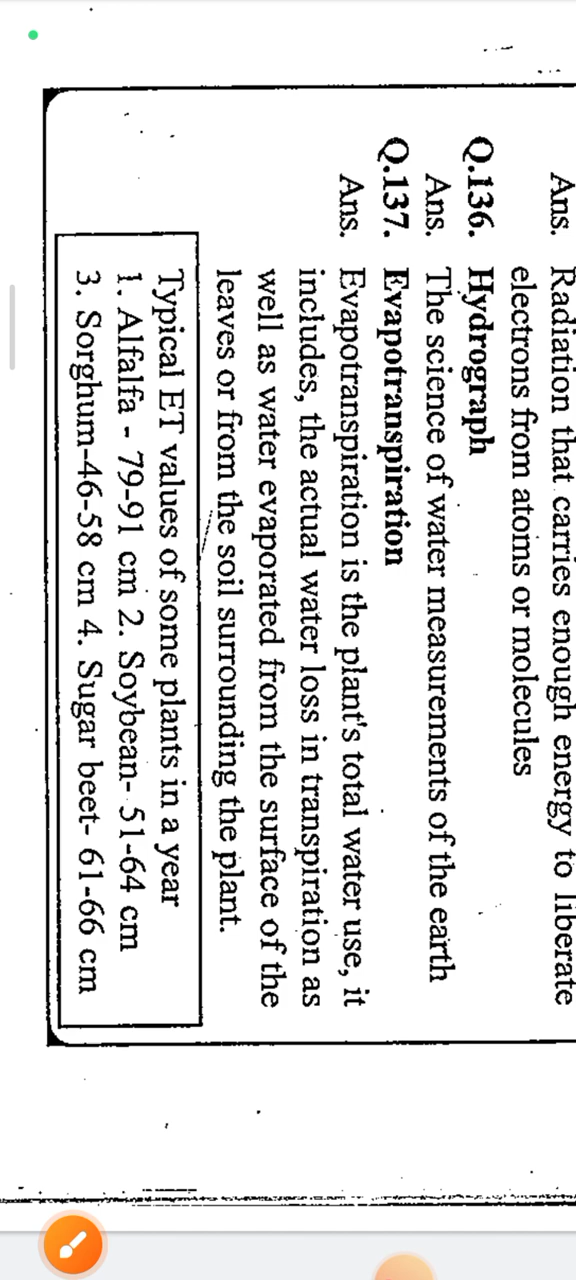 Ans. Radiation that carries enough energy to liberate
electrons from atoms or molecules
Q.136. Hydrograph
Ans. The science of water measurements of the earth
Q.137. Evapotranspiration
Ans. Evapotranspiration is the plant's total water use, it
includes, the actual water loss in transpiration as
well as water evaporated from the surface of the
leaves or from the soil surrounding the plant.
Typical ET values of some plants in a year
1. Alfalfa - 79-91 cm 2. Soybean- 51-64 cm
3. Sorghum-46-58 cm 4. Sugar beet- 61-66 cm